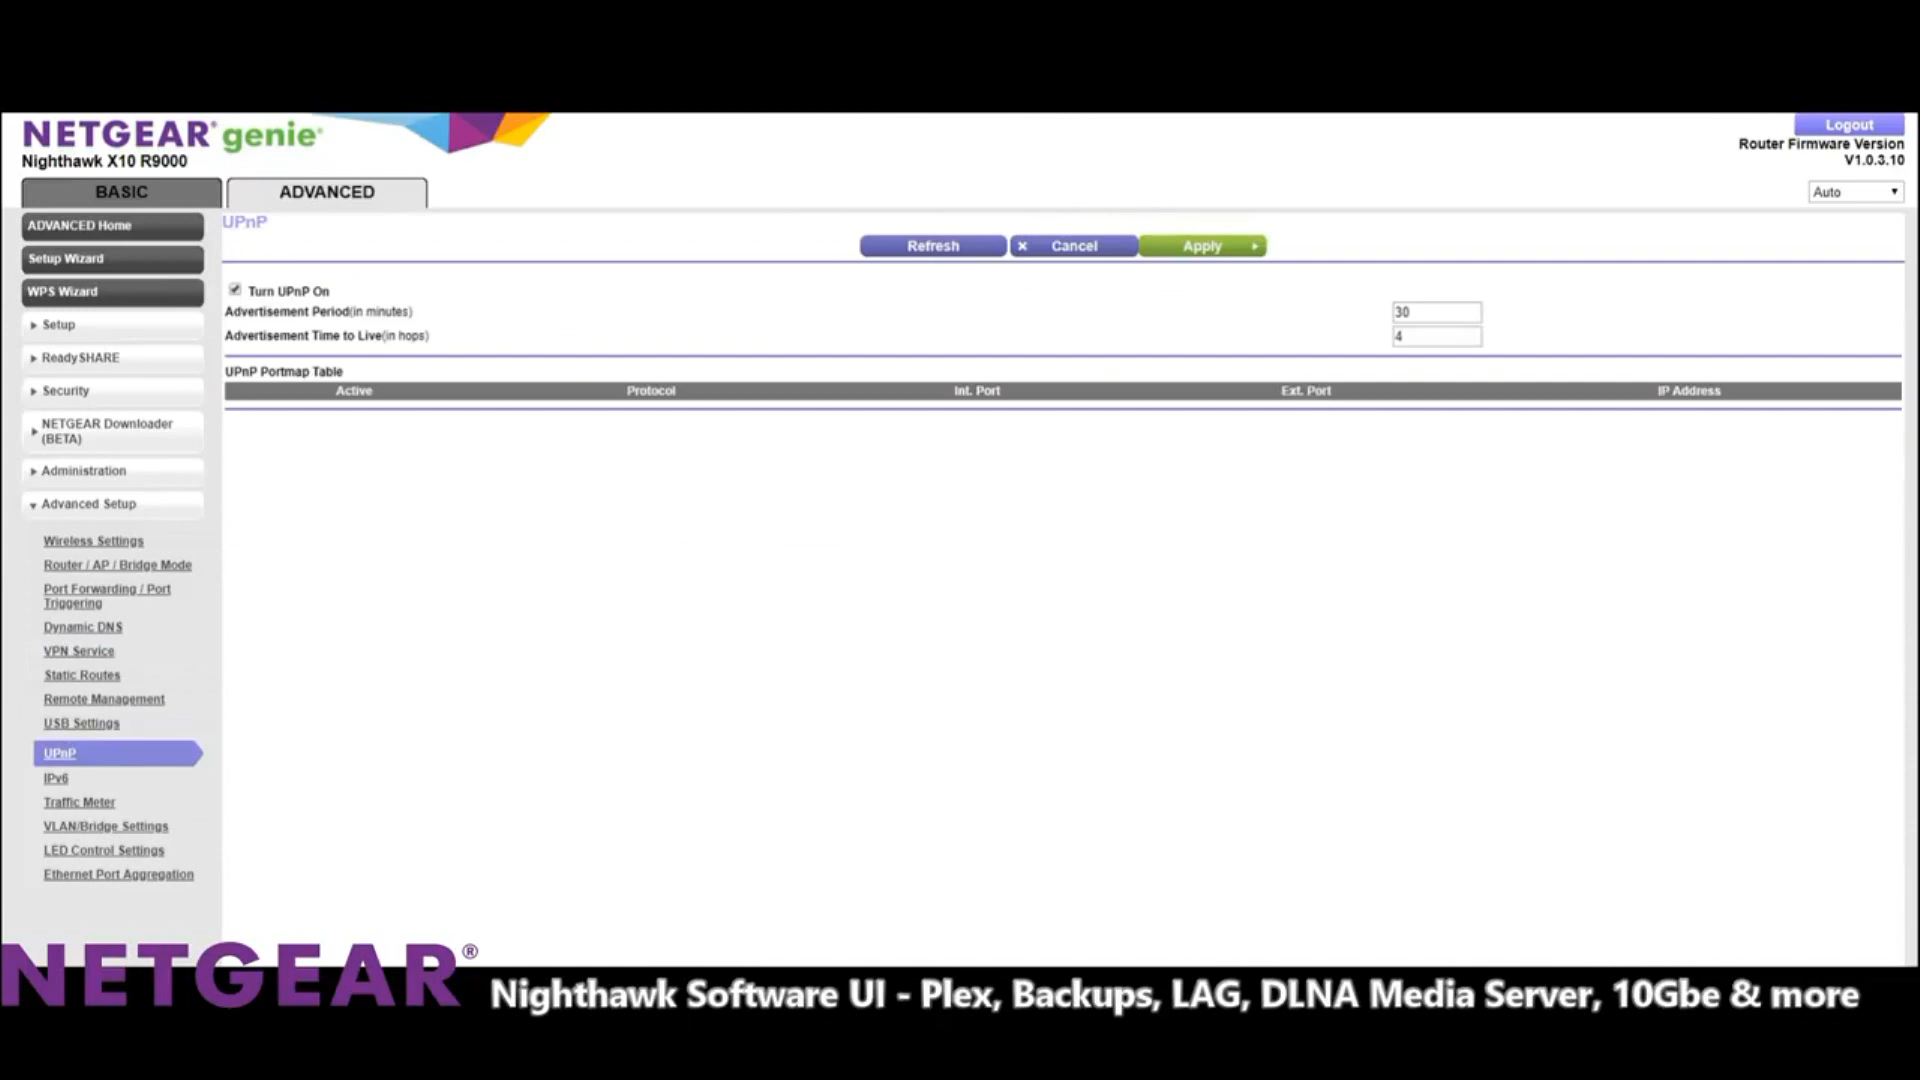 NETGEAR® genie®
Nighthawk X10 R9000
Logout
Router Firmware Version
V1.0.3.10
BASIC
ADVANCED
Auto
ADVANCED Home
Setup Wizard
WPS Wizard
Setup
ReadySHARE
Security
NETGEAR Downloader
(BETA)
Administration
Advanced Setup
Wireless Settings
Router / AP / Bridge Mode
Port Forwarding / Port
Triggering
Dynamic DNS
VPN Service
Static Routes
Remote Management
USB Settings
UPnP
IPv6
Traffic Meter
VLAN/Bridge Settings
LED Control Settings
Ethernet Port Aggregation
UPnP
Refresh
× Cancel
Apply
Turn UPnP On
Advertisement Period(in minutes) 30
Advertisement Time to Live(in hops) 4
UPnP Portmap Table
Active Protocol Int. Port Ext. Port IP Address
NETGEAR®
Nighthawk Software UI - Plex, Backups, LAG, DLNA Media Server, 10Gbe & more